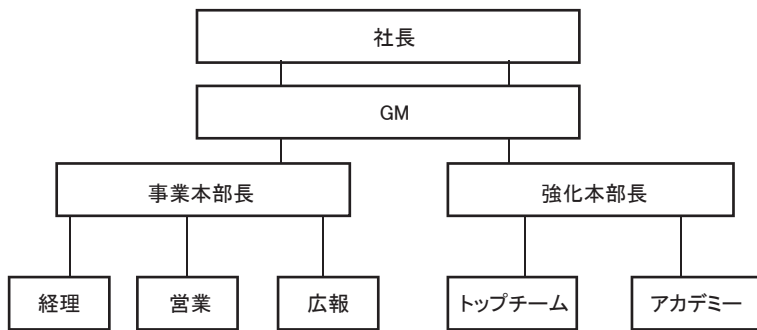 社長
GM
事業本部長
強化本部長
経理
営業
広報
トップチーム
アカデミー